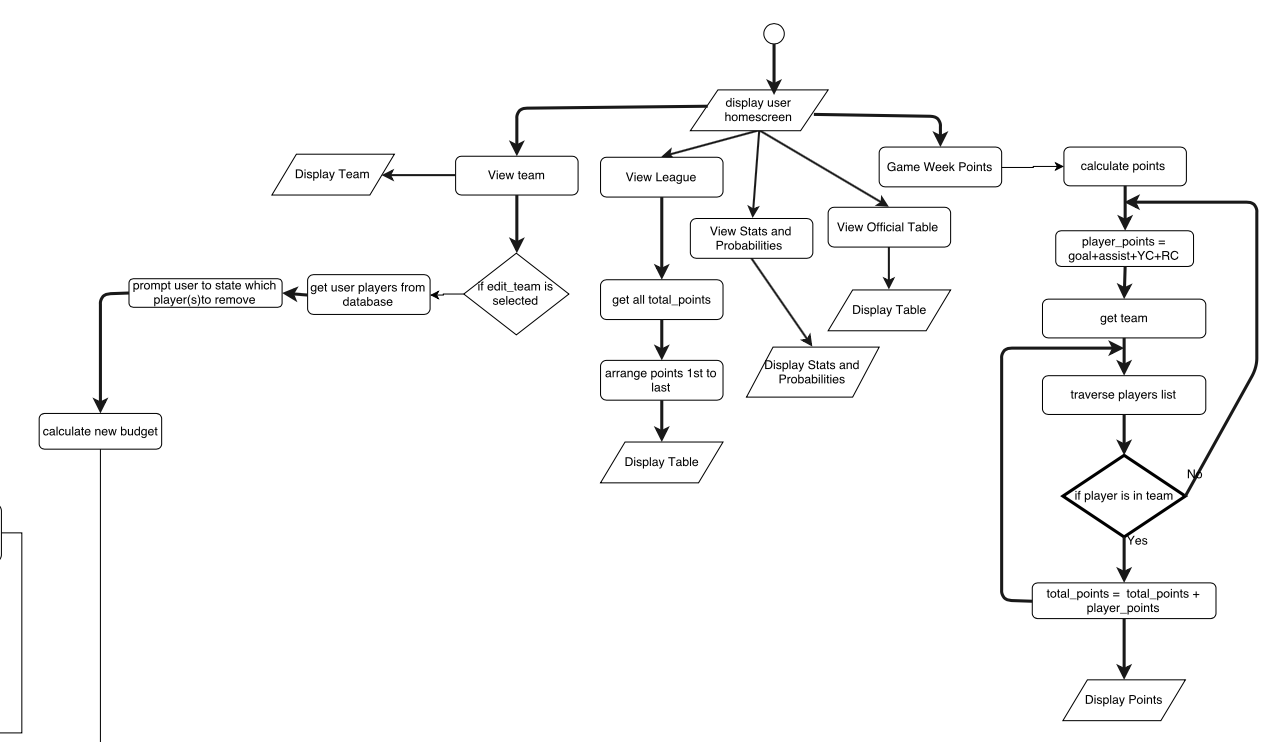 display user
homescreen
Display Team
View team
View League
Game Week Points
calculate points
View Stats and
Probabilities
View Official Table
player_points =
goal+assist+YC+RC
prompt user to state which
player(s)to remove
get user players from
database
if edit_team is
selected
get all total_points
Display Table
get team
Display Stats and
Probabilities
arrange points 1st to
last
traverse players list
calculate new budget
Display Table
if player is in team
No
Yes
total_points =  total_points +
player_points
Display Points